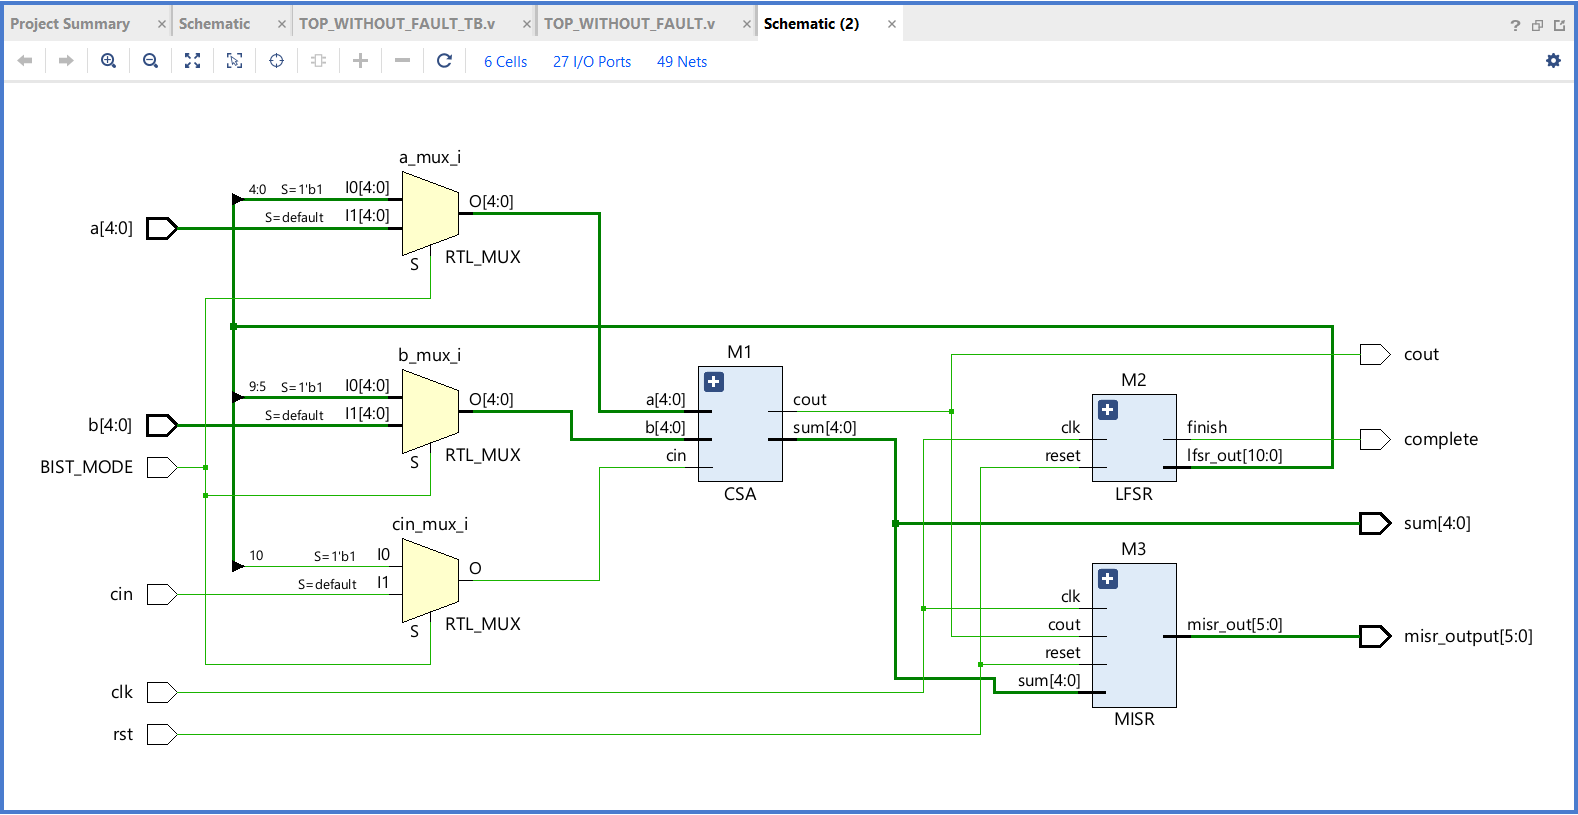 Project Summary × Schematic × TOP_WITHOUT_FAULT_TB.v × TOP_WITHOUT_FAULT.v × Schematic (2) × ?
6 Cells 27 I/O Ports 49 Nets
a_mux_i
4:0 S=1'b1 I0[4:0]
O[4:0]
S=default I1[4:0]
a[4:0]
S RTL_MUX
b_mux_i
9:5 S=1'b1 I0[4:0]
O[4:0]
S=default I1[4:0]
b[4:0]
S RTL_MUX
BIST_MODE
cin_mux_i
10 S=1'b1 I0
O
S=default I1
cin
S RTL_MUX
clk
rst
M1
a[4:0] cout
b[4:0] sum[4:0]
cin
CSA
M2
clk finish
reset lfsr_out[10:0]
LFSR
M3
clk
cout misr_out[5:0]
reset
sum[4:0]
MISR
cout
complete
sum[4:0]
misr_output[5:0]